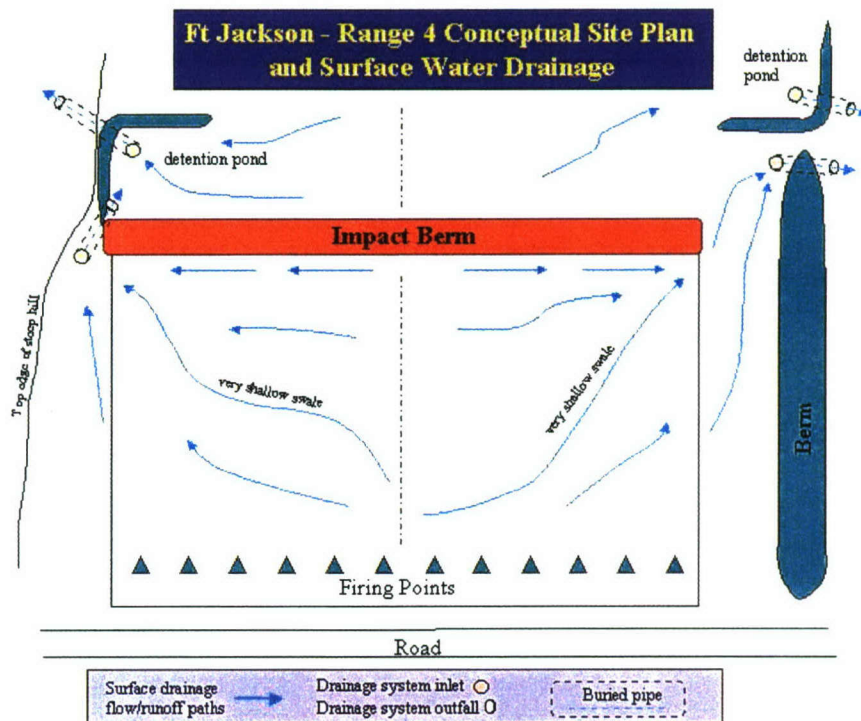 Ft Jackson - Range 4 Conceptual Site Plan
and Surface Water Drainage
detention
pond
detention pond
Impact Berm
Top edge of steep hill
very shallow swale
very shallow swale
Berm
Firing Points
Road
Surface drainage
flow/runoff paths
Drainage system inlet
Drainage system outfall
Buried pipe